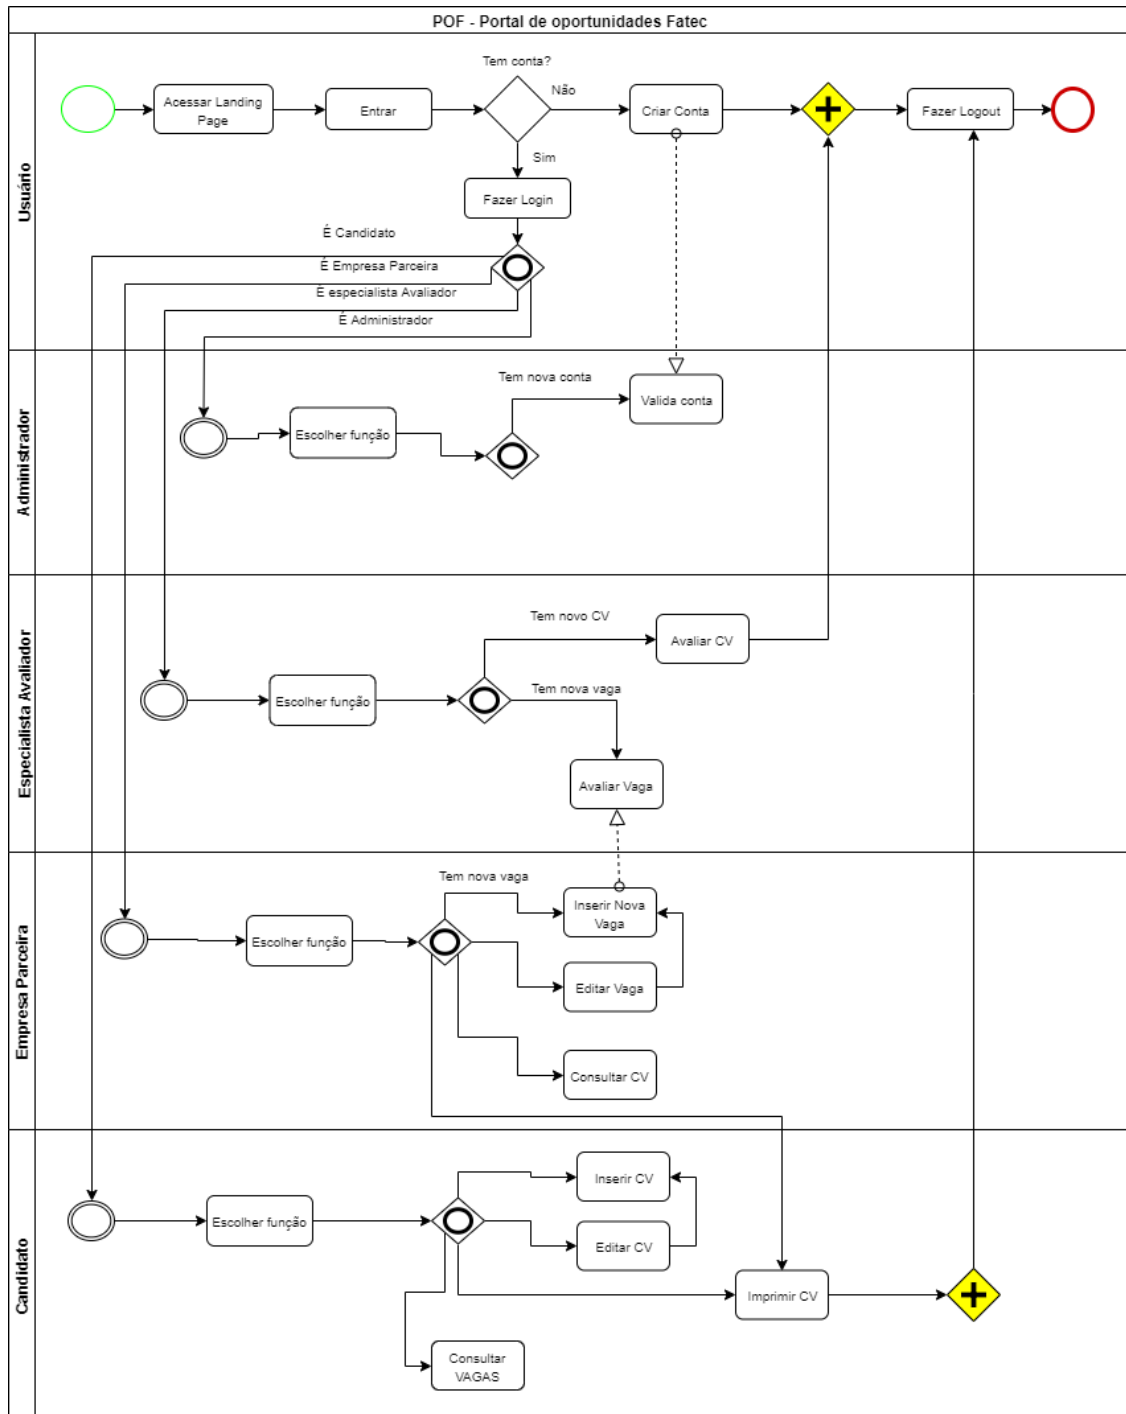 POF - Portal de oportunidades Fatec
Usuário
Tem conta?
Não
Acessar Landing
Page
Entrar
Criar Conta
Fazer Logout
Sim
Fazer Login
É Candidato
É Empresa Parceira
É especialista Avaliador
É Administrador
Administrador
Tem nova conta
Valida conta
Escolher função
Especialista Avaliador
Tem novo CV
Avaliar CV
Tem nova vaga
Escolher função
Avaliar Vaga
Empresa Parceira
Tem nova vaga
Inserir Nova
Vaga
Escolher função
Editar Vaga
Consultar CV
Candidato
Inserir CV
Escolher função
Editar CV
Imprimir CV
Consultar
VAGAS